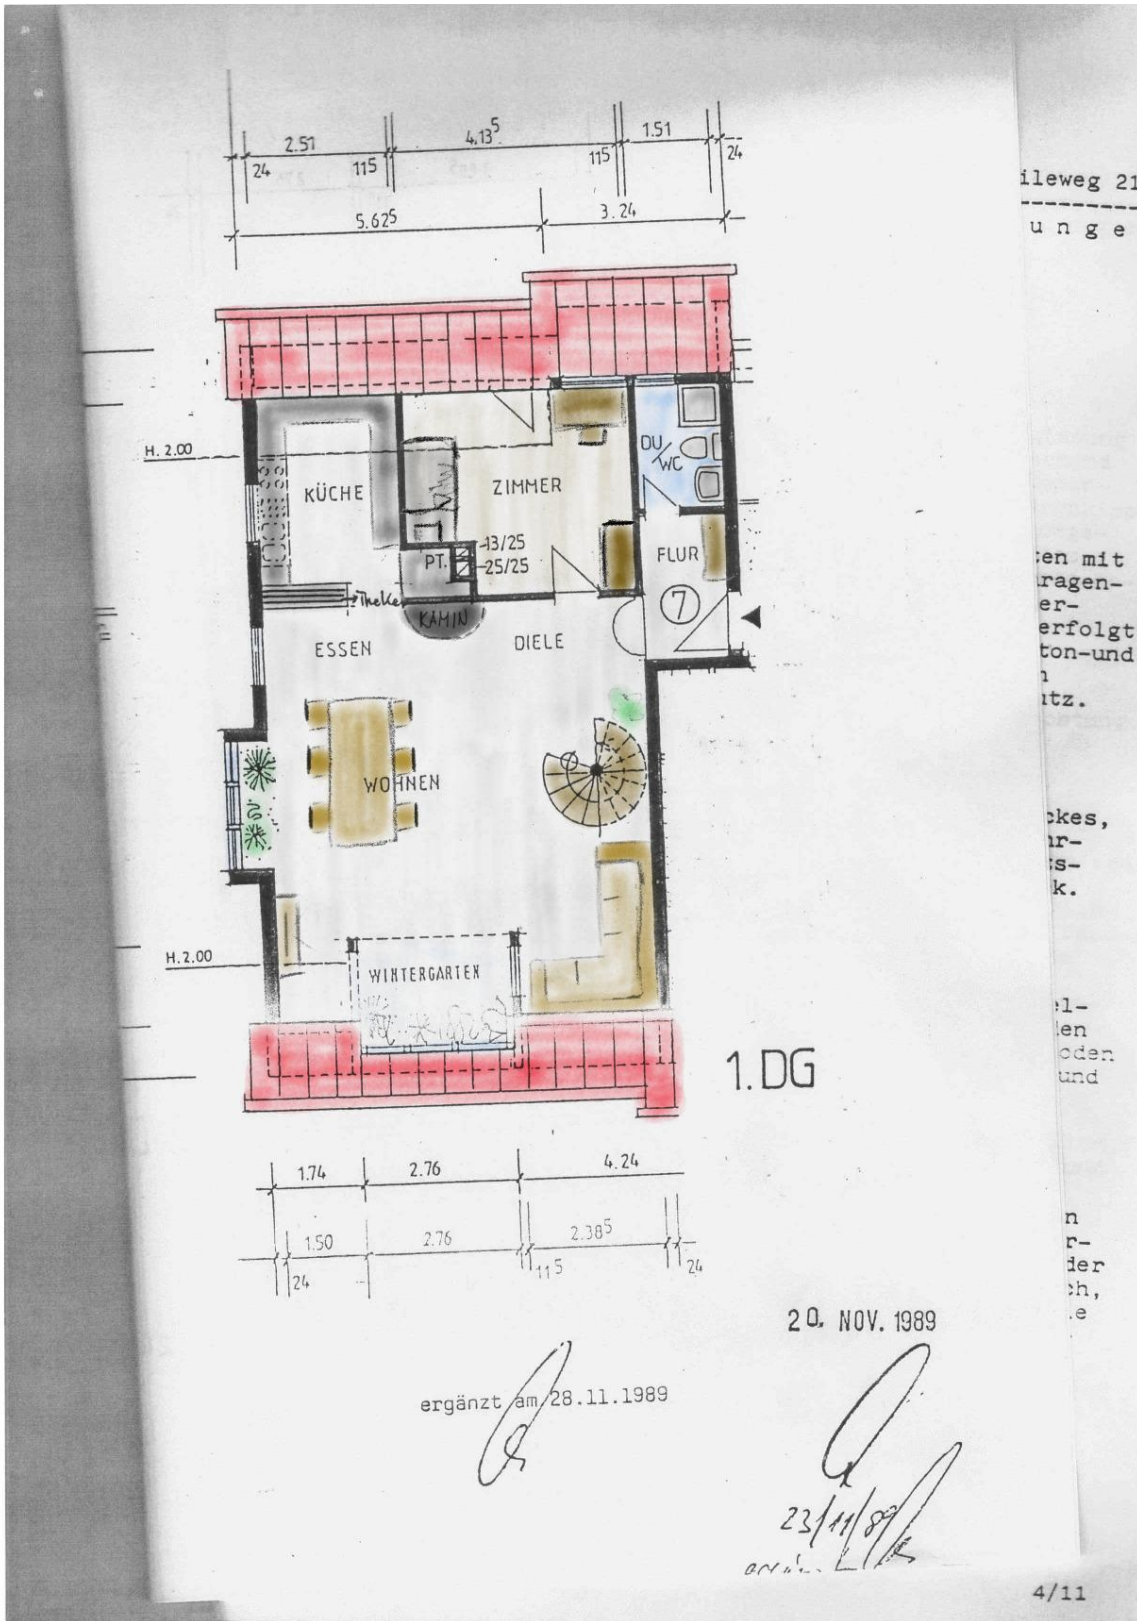 2.51
4.13⁵
1.51
24
11⁵
11⁵
24
5.62⁵
3.24
ileweg 21
unge
H. 2.00
KÜCHE
ZIMMER
DU/WC
13/25
25/25
PT.
FLUR
7
Theke
KAMIN
ESSEN
DIELE
WOHNEN
H. 2.00
WINTERGARTEN
en mit
ragen-
er-
erfolgt
ton-und
n
tz.
ckes,
hr-
s-
k.
el-
en
oden
und
1.DG
1.74
2.76
4.24
1.50
2.76
2.38⁵
24
11⁵
24
n
r-
der
ch,
e
20. NOV. 1989
ergänzt am 28.11.1989
23/11/89
4/11